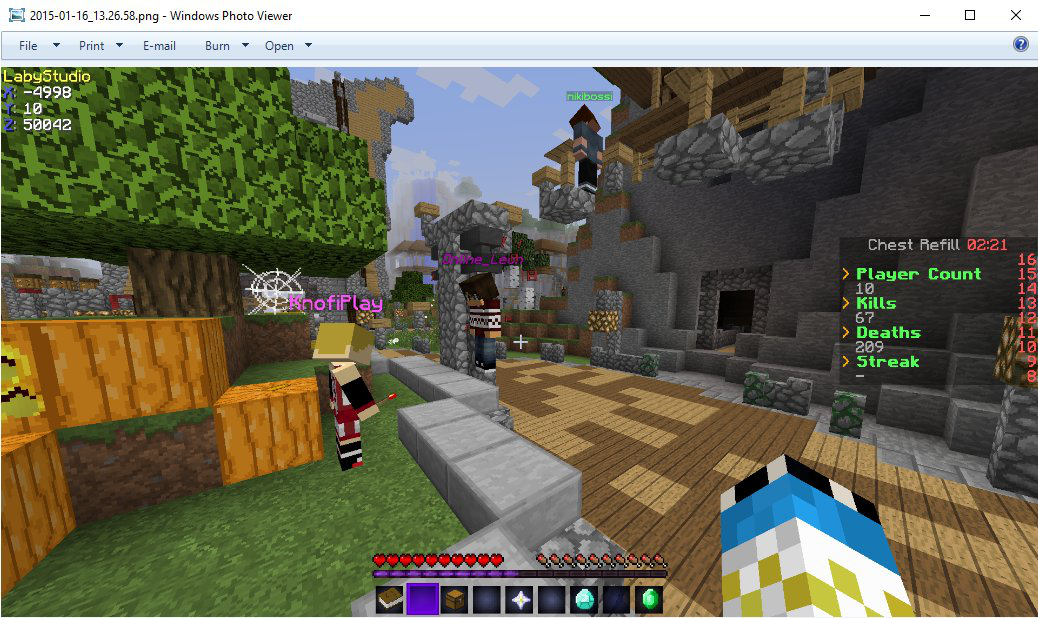 2015-01-16_13.26.58.png - Windows Photo Viewer
File Print E-mail Burn Open
LabyStudio
X: -4998
Y: 10
Z: 50042
nikibossi
KnofiPlay
Chest Refill 02:21
16
> Player Count 15
10 14
> Kills 13
67 12
> Deaths 11
209 10
> Streak 9
- 8